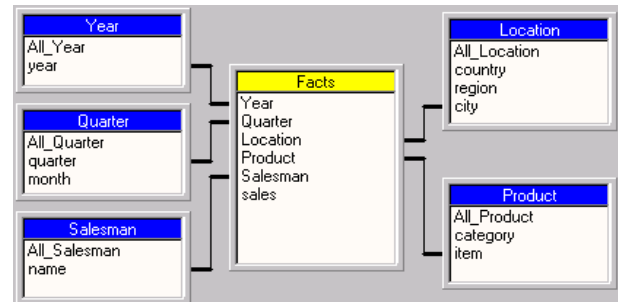 Year
All_Year
year
Quarter
All_Quarter
quarter
month
Salesman
All_Salesman
name
Facts
Year
Quarter
Location
Product
Salesman
sales
Location
All_Location
country
region
city
Product
All_Product
category
item